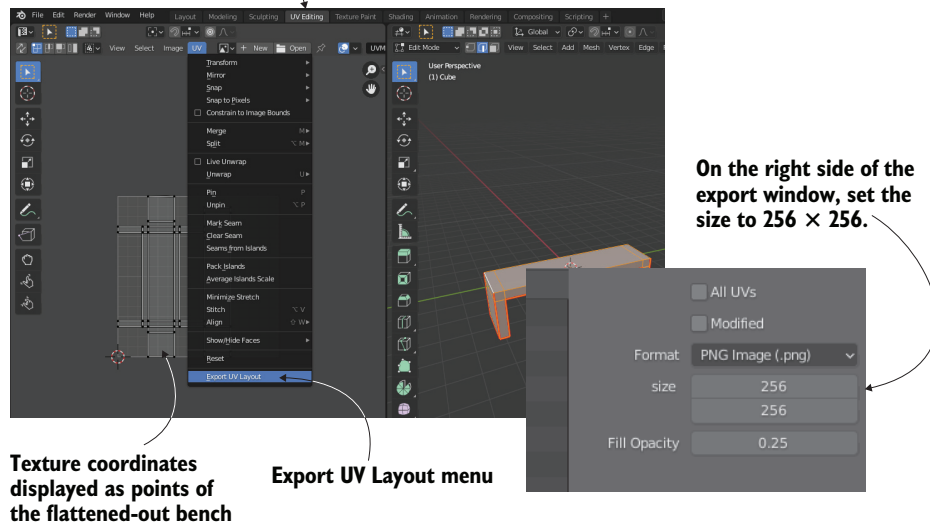 File Edit Render Window Help Layout Modeling Sculpting UV Editing Texture Paint Shading Animation Rendering Compositing Scripting +
View Select Image UV + New Open UVM
Global
Edit Mode View Select Add Mesh Vertex Edge
Transform
Mirror
Snap
Snap to Pixels
Constrain to Image Bounds
Merge M
Split ⌥ M
Live Unwrap
Unwrap U
Pin P
Unpin ⌥ P
Mark Seam
Clear Seam
Seams from Islands
Pack Islands
Average Islands Scale
Minimize Stretch
Stitch ⌥ V
Align ⇧ W
Show/Hide Faces
Reset
Export UV Layout
User Perspective
(1) Cube
On the right side of the
export window, set the
size to 256 × 256.
All UVs
Modified
Format PNG Image (.png)
size 256
256
Fill Opacity 0.25
Texture coordinates
displayed as points of
the flattened-out bench
Export UV Layout menu